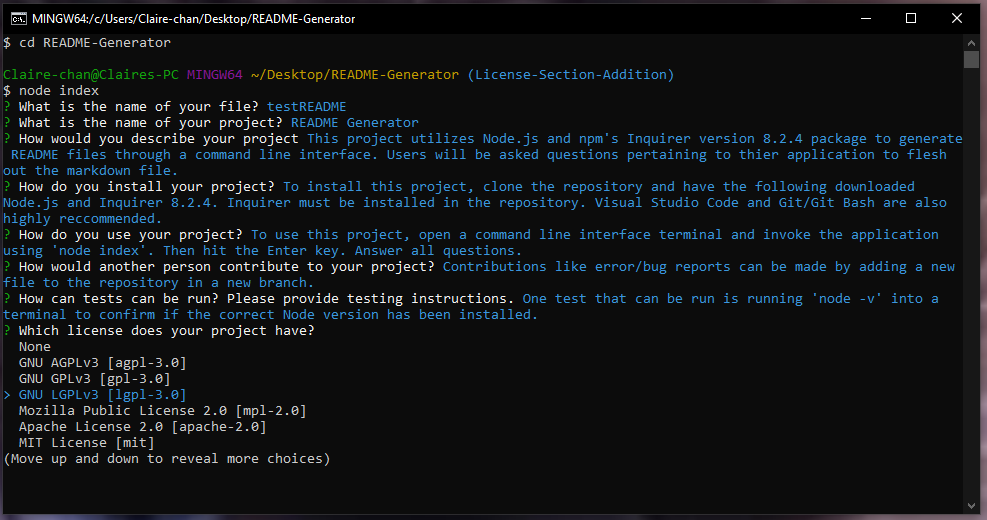 MINGW64:/c/Users/Claire-chan/Desktop/README-Generator
$ cd README-Generator
Claire-chan@Claires-PC MINGW64 ~/Desktop/README-Generator (License-Section-Addition)
$ node index
? What is the name of your file? testREADME
? What is the name of your project? README Generator
? How would you describe your project This project utilizes Node.js and npm's Inquirer version 8.2.4 package to generate
README files through a command line interface. Users will be asked questions pertaining to thier application to flesh
out the markdown file.
? How do you install your project? To install this project, clone the repository and have the following downloaded
Node.js and Inquirer 8.2.4. Inquirer must be installed in the repository. Visual Studio Code and Git/Git Bash are also
highly reccommended.
? How do you use your project? To use this project, open a command line interface terminal and invoke the application
using 'node index'. Then hit the Enter key. Answer all questions.
? How would another person contribute to your project? Contributions like error/bug reports can be made by adding a new
file to the repository in a new branch.
? How can tests can be run? Please provide testing instructions. One test that can be run is running 'node -v' into a
terminal to confirm if the correct Node version has been installed.
? Which license does your project have?
None
GNU AGPLv3 [agpl-3.0]
GNU GPLv3 [gpl-3.0]
> GNU LGPLv3 [lgpl-3.0]
Mozilla Public License 2.0 [mpl-2.0]
Apache License 2.0 [apache-2.0]
MIT License [mit]
(Move up and down to reveal more choices)